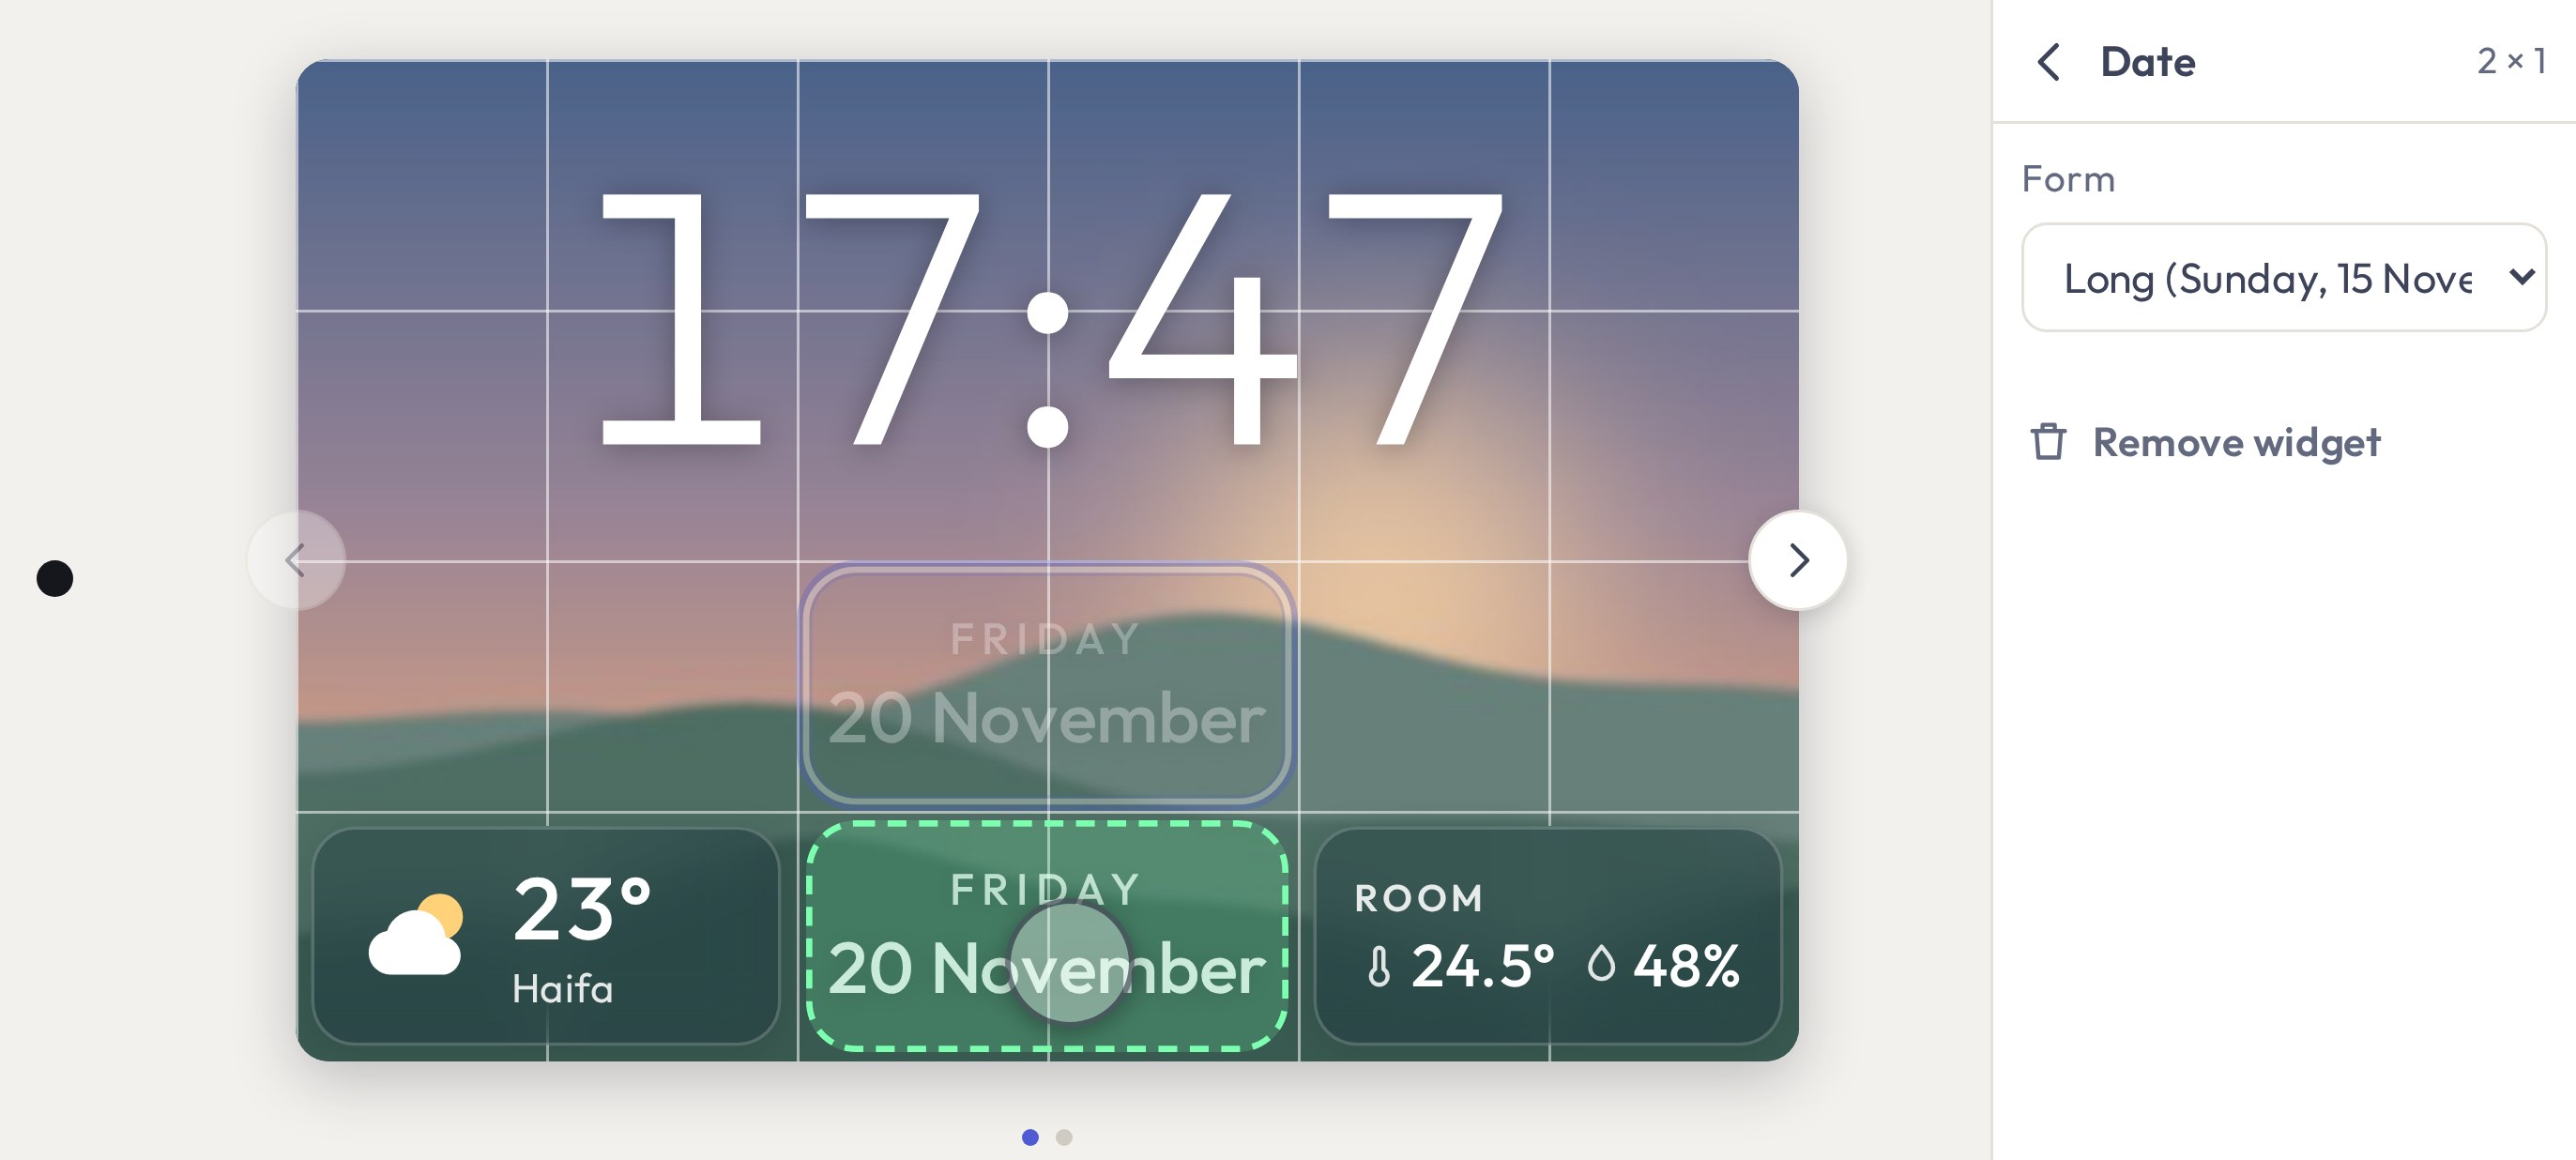 Date
2 × 1
Form
Long (Sunday, 15 Nove
Remove widget
17:47
FRIDAY
20 November
23°
Haifa
FRIDAY
20 November
ROOM
24.5° 48%